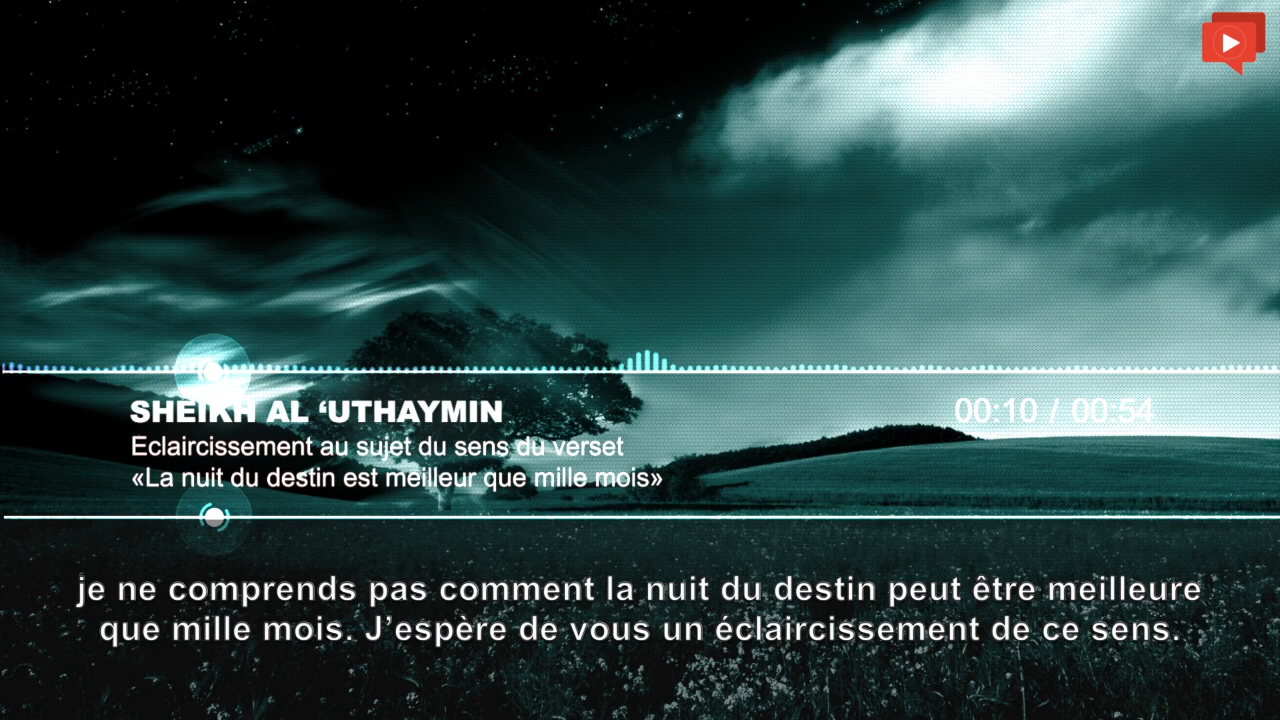 SHEIKH AL ‘UTHAYMIN
00:10 / 00:54
Eclaircissement au sujet du sens du verset
«La nuit du destin est meilleur que mille mois»
je ne comprends pas comment la nuit du destin peut être meilleure
que mille mois. J’espère de vous un éclaircissement de ce sens.